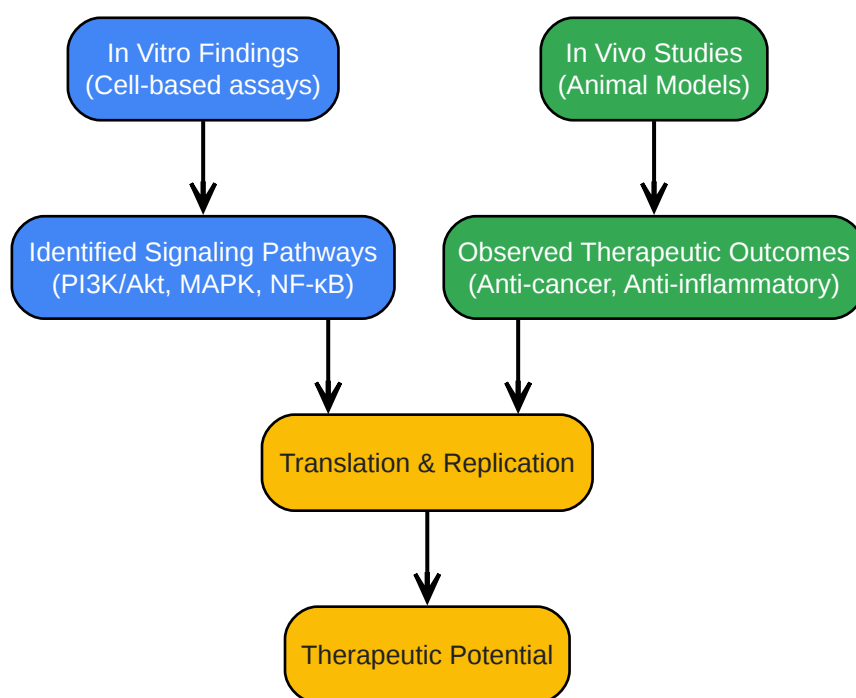 In Vitro Findings
(Cell-based assays)
In Vivo Studies
(Animal Models)
Identified Signaling Pathways
(PI3K/Akt, MAPK, NF-κB)
Observed Therapeutic Outcomes
(Anti-cancer, Anti-inflammatory)
Translation & Replication
Therapeutic Potential